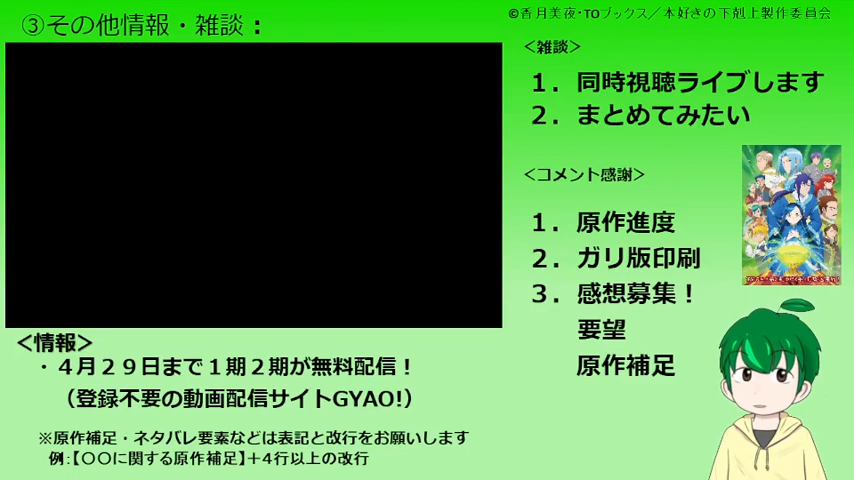 ③その他情報・雑談：
©香月美夜・TOブックス／本好きの下剋上製作委員会
＜雑談＞
１．同時視聴ライブします
２．まとめてみたい
＜コメント感謝＞
１．原作進度
２．ガリ版印刷
３．感想募集！
要望
原作補足
＜情報＞
・４月２９日まで１期２期が無料配信！
（登録不要の動画配信サイトGYAO!）
※原作補足・ネタバレ要素などは表記と改行をお願いします
例：【〇〇に関する原作補足】＋４行以上の改行